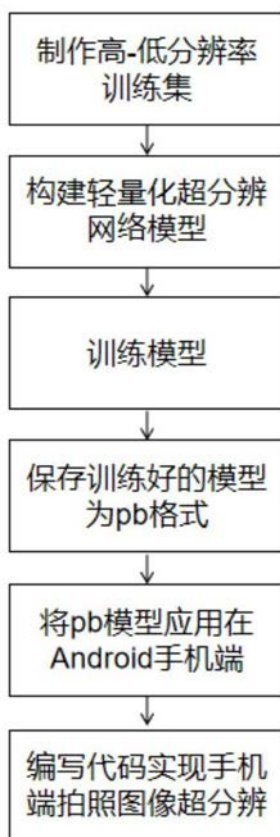 制作高-低分辨率
训练集
构建轻量化超分辨
网络模型
训练模型
保存训练好的模型
为pb格式
将pb模型应用在
Android手机端
编写代码实现手机
端拍照图像超分辨